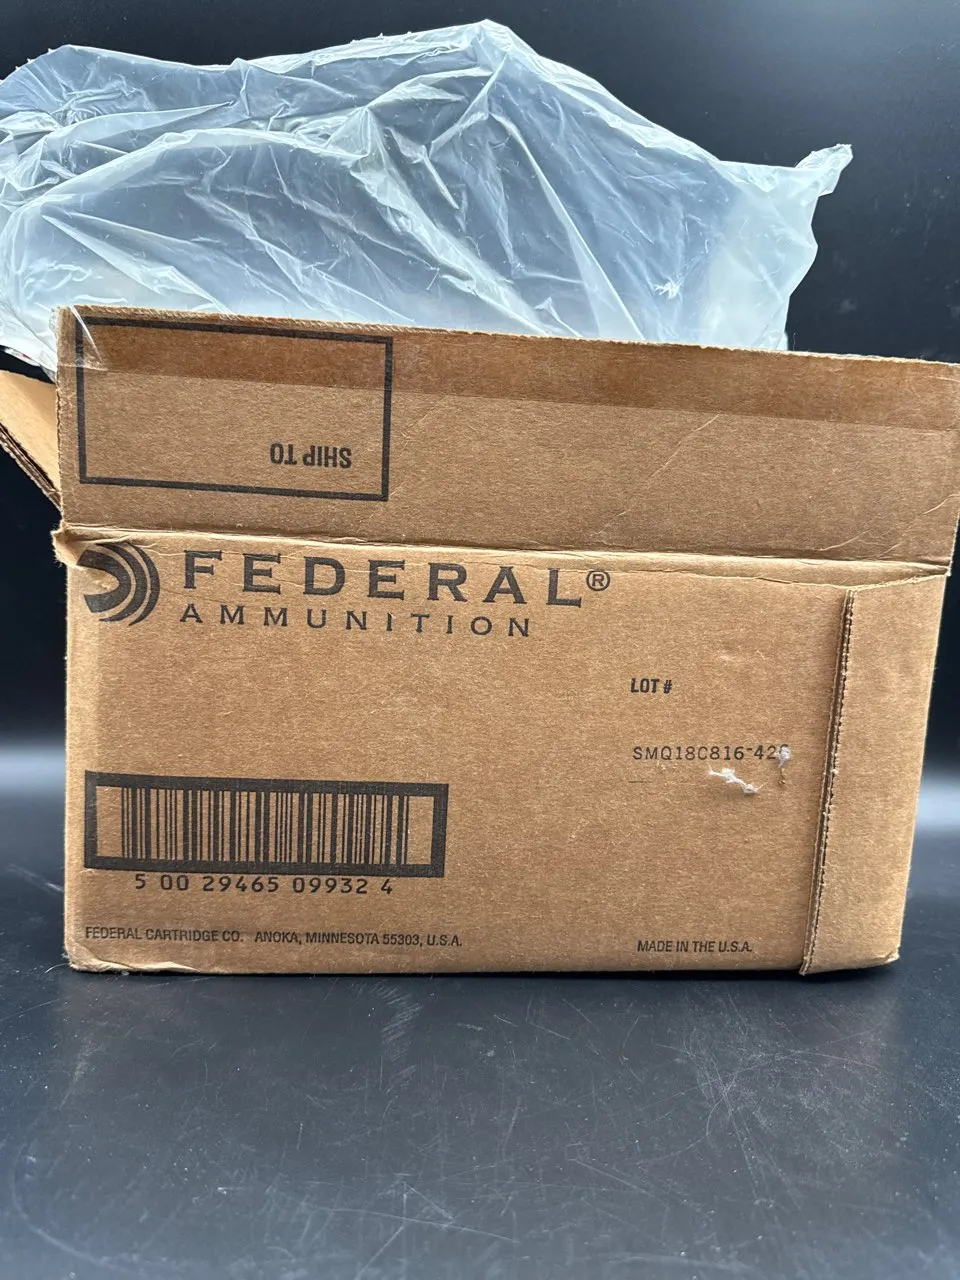 SHIP TO
FEDERAL®
AMMUNITION
LOT #
5 00 29465 09932 4
FEDERAL CARTRIDGE CO. ANOKA, MINNESOTA 55303, U.S.A.
MADE IN THE U.S.A.